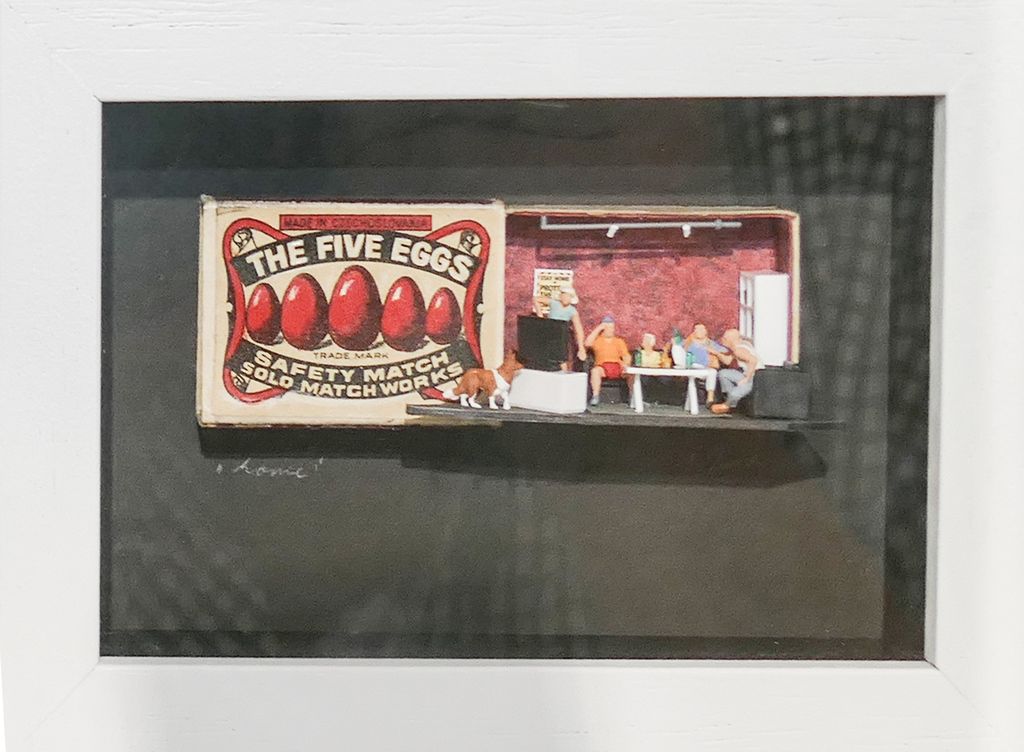 MADE IN CZECHOSLOVAKIA
THE FIVE EGGS
TRADE MARK
SAFETY MATCH
SOLO MATCH WORKS
"home"